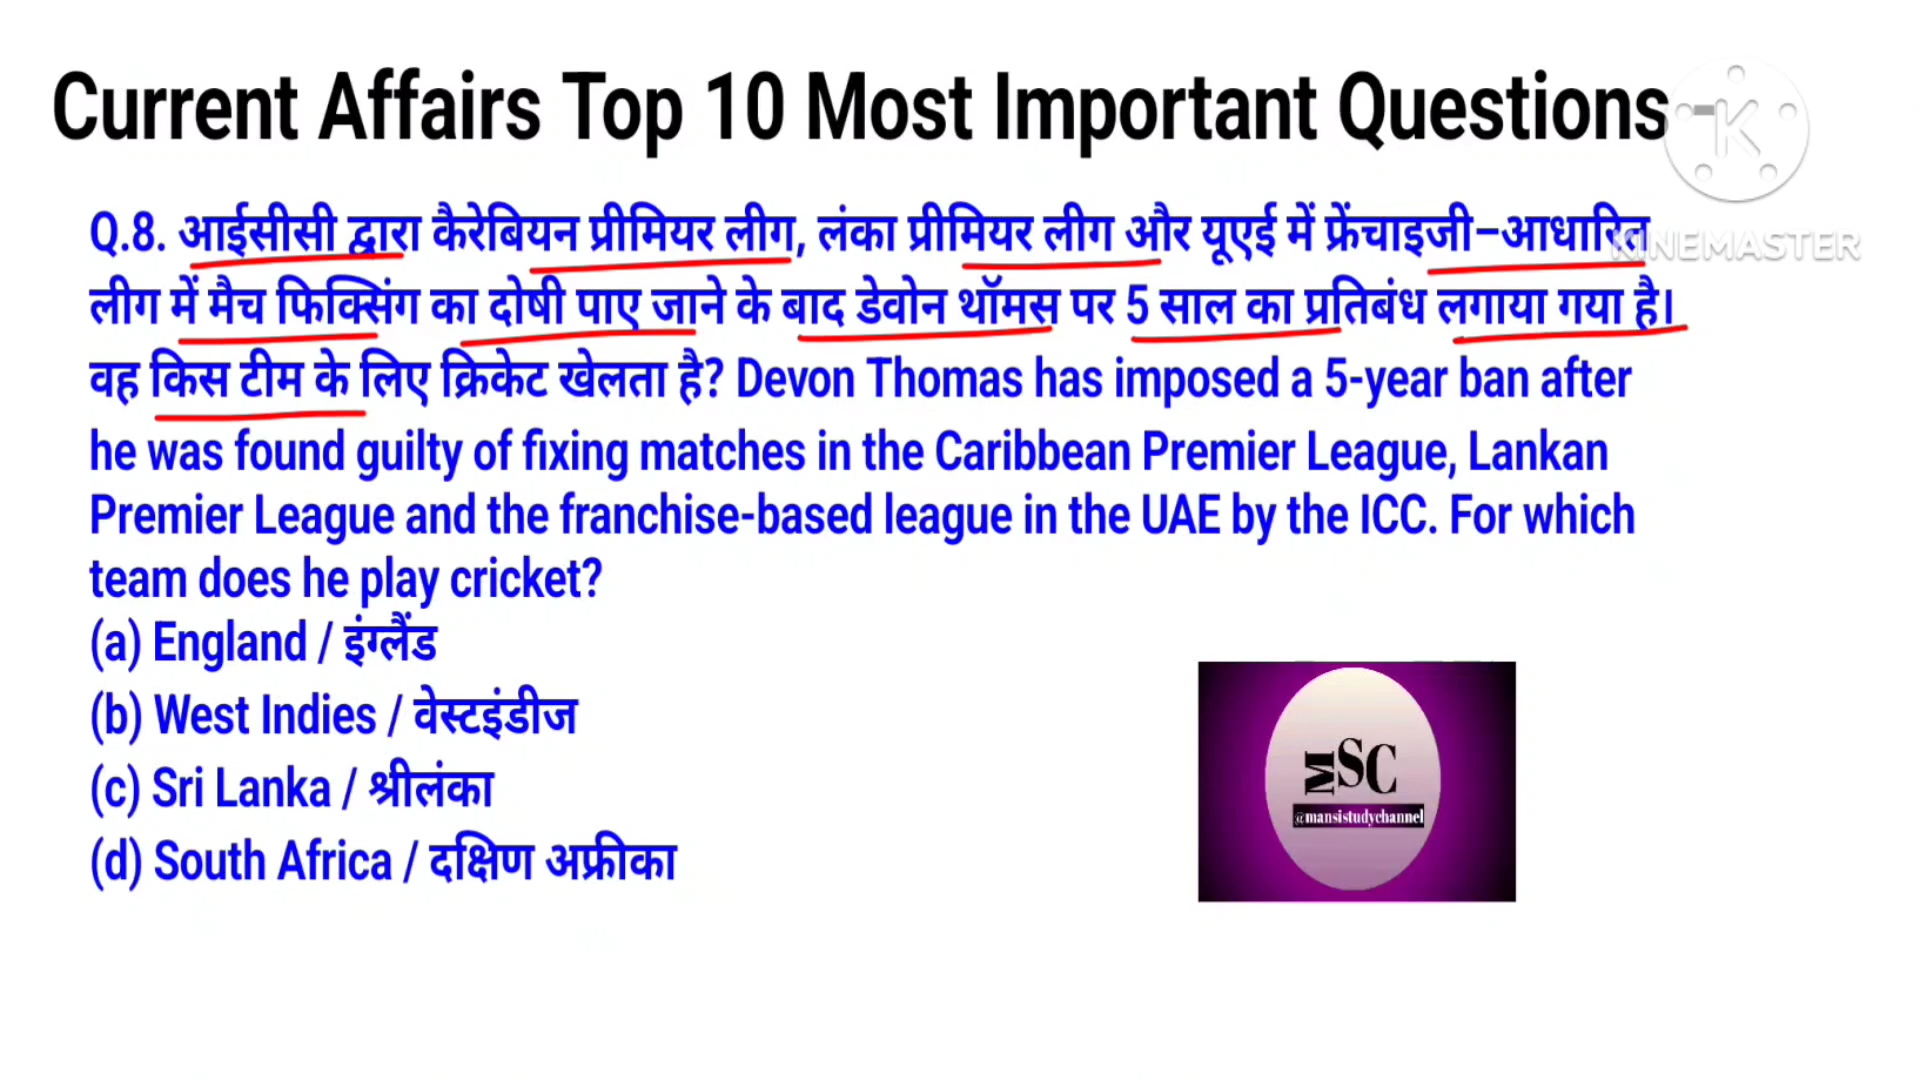 Current Affairs Top 10 Most Important Questions -
K
KINEMASTER
Q.8. आईसीसी द्वारा कैरेबियन प्रीमियर लीग, लंका प्रीमियर लीग और यूएई में फ्रेंचाइजी-आधारित
लीग में मैच फिक्सिंग का दोषी पाए जाने के बाद डेवोन थॉमस पर 5 साल का प्रतिबंध लगाया गया है।
वह किस टीम के लिए क्रिकेट खेलता है? Devon Thomas has imposed a 5-year ban after
he was found guilty of fixing matches in the Caribbean Premier League, Lankan
Premier League and the franchise-based league in the UAE by the ICC. For which
team does he play cricket?
(a) England / इंग्लैंड
(b) West Indies / वेस्टइंडीज
(c) Sri Lanka / श्रीलंका
(d) South Africa / दक्षिण अफ्रीका
MSC
@mansistudychannel